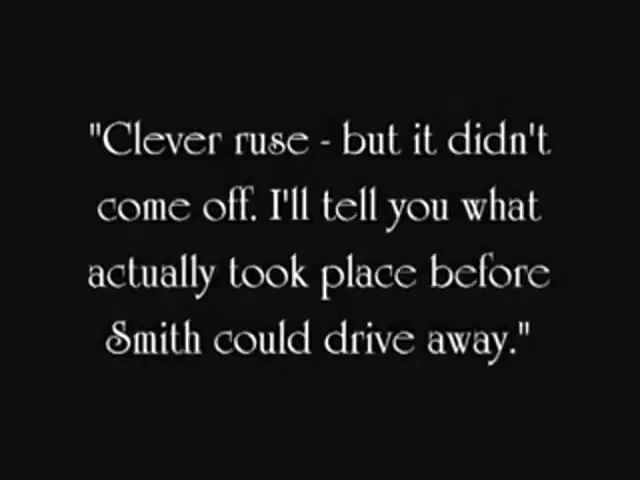 "Clever ruse - but it didn't
come off. I'll tell you what
actually took place before
Smith could drive away."